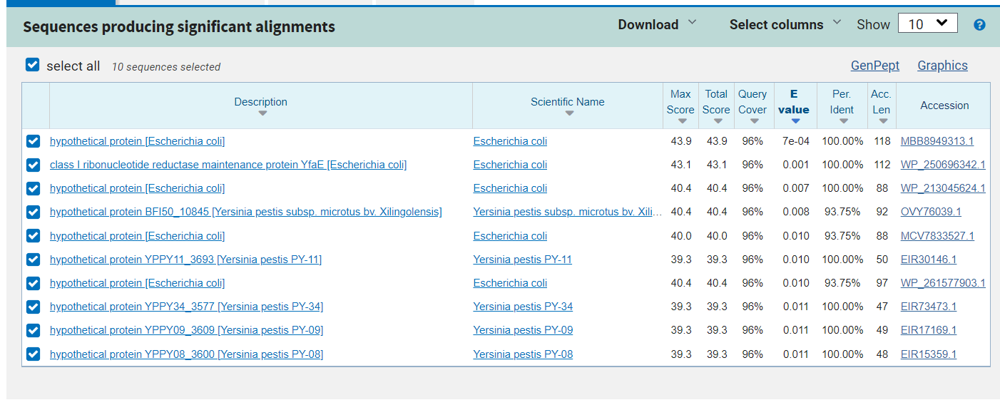 Sequences producing significant alignments Download Select columns Show 10 ?
select all 10 sequences selected GenPept Graphics
Description Scientific Name Max Score Total Score Query Cover E value Per. Ident Acc. Len Accession
hypothetical protein [Escherichia coli] Escherichia coli 43.9 43.9 96% 7e-04 100.00% 118 MBB8949313.1
class I ribonucleotide reductase maintenance protein YfaE [Escherichia coli] Escherichia coli 43.1 43.1 96% 0.001 100.00% 112 WP_250696342.1
hypothetical protein [Escherichia coli] Escherichia coli 40.4 40.4 96% 0.007 100.00% 88 WP_213045624.1
hypothetical protein BFI50_10845 [Yersinia pestis subsp. microtus bv. Xilingolensis] Yersinia pestis subsp. microtus bv. Xili... 40.4 40.4 96% 0.008 93.75% 92 OVY76039.1
hypothetical protein [Escherichia coli] Escherichia coli 40.0 40.0 96% 0.010 93.75% 88 MCV7833527.1
hypothetical protein YPPY11_3693 [Yersinia pestis PY-11] Yersinia pestis PY-11 39.3 39.3 96% 0.010 100.00% 50 EIR30146.1
hypothetical protein [Escherichia coli] Escherichia coli 40.4 40.4 96% 0.010 93.75% 97 WP_261577903.1
hypothetical protein YPPY34_3577 [Yersinia pestis PY-34] Yersinia pestis PY-34 39.3 39.3 96% 0.011 100.00% 47 EIR73473.1
hypothetical protein YPPY09_3609 [Yersinia pestis PY-09] Yersinia pestis PY-09 39.3 39.3 96% 0.011 100.00% 49 EIR17169.1
hypothetical protein YPPY08_3600 [Yersinia pestis PY-08] Yersinia pestis PY-08 39.3 39.3 96% 0.011 100.00% 48 EIR15359.1